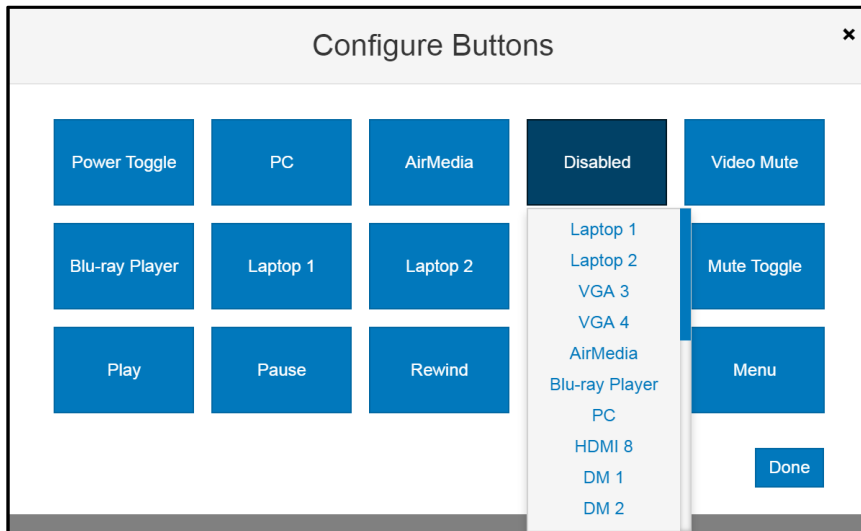 Configure Buttons
×
Power Toggle
PC
AirMedia
Disabled
Video Mute
Blu-ray Player
Laptop 1
Laptop 2
Mute Toggle
Play
Pause
Rewind
Menu
Laptop 1
Laptop 2
VGA 3
VGA 4
AirMedia
Blu-ray Player
PC
HDMI 8
DM 1
DM 2
Done